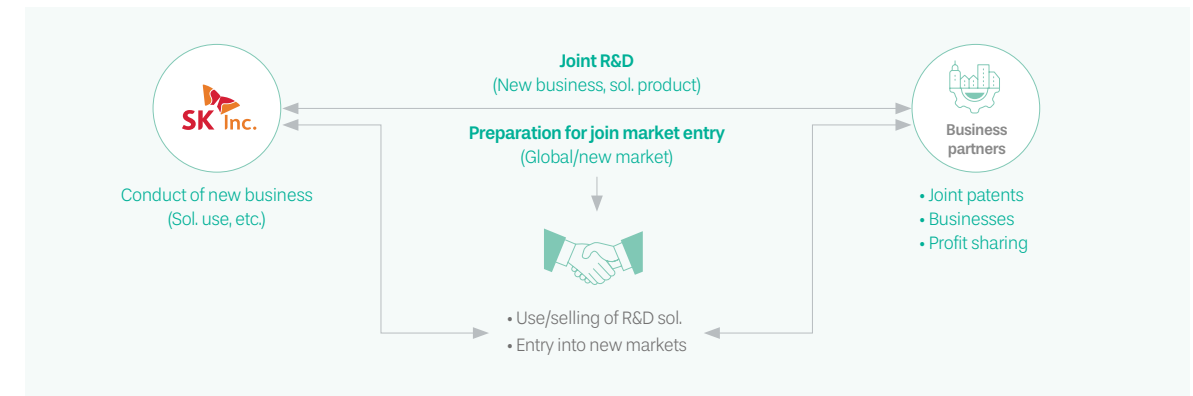 Joint R&D
(New business, sol. product)
SK Inc.
Preparation for join market entry
(Global/new market)
Business
partners
Conduct of new business
(Sol. use, etc.)
• Joint patents
• Businesses
• Profit sharing
• Use/selling of R&D sol.
• Entry into new markets